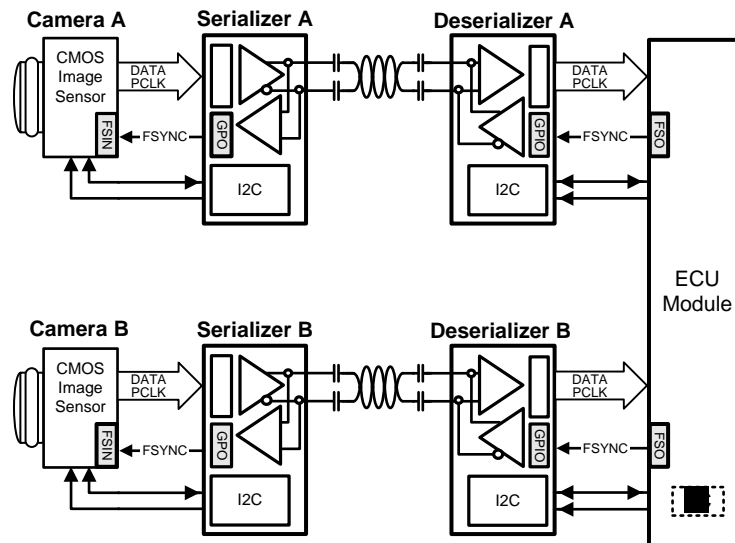 Camera A
Serializer A
Deserializer A
CMOS
Image
Sensor
DATA
PCLK
DATA
PCLK
FSIN
FSYNC
GPO
GPIO
FSYNC
FSO
I2C
I2C
ECU
Module
Camera B
Serializer B
Deserializer B
CMOS
Image
Sensor
DATA
PCLK
DATA
PCLK
FSIN
FSYNC
GPO
GPIO
FSYNC
FSO
I2C
I2C